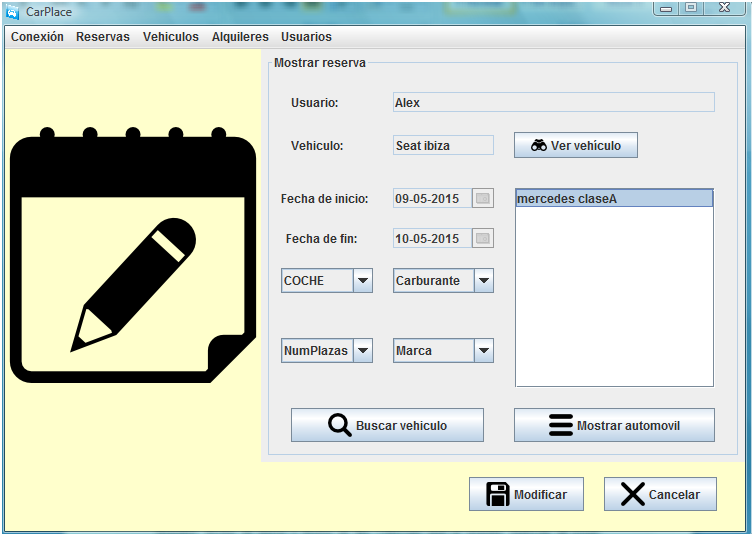 CarPlace
Conexión Reservas Vehiculos Alquileres Usuarios
Mostrar reserva
Usuario: Alex
Vehiculo: Seat ibiza Ver vehiculo
Fecha de inicio: 09-05-2015 mercedes claseA
Fecha de fin: 10-05-2015
COCHE Carburante
NumPlazas Marca
Buscar vehiculo Mostrar automovil
Modificar Cancelar